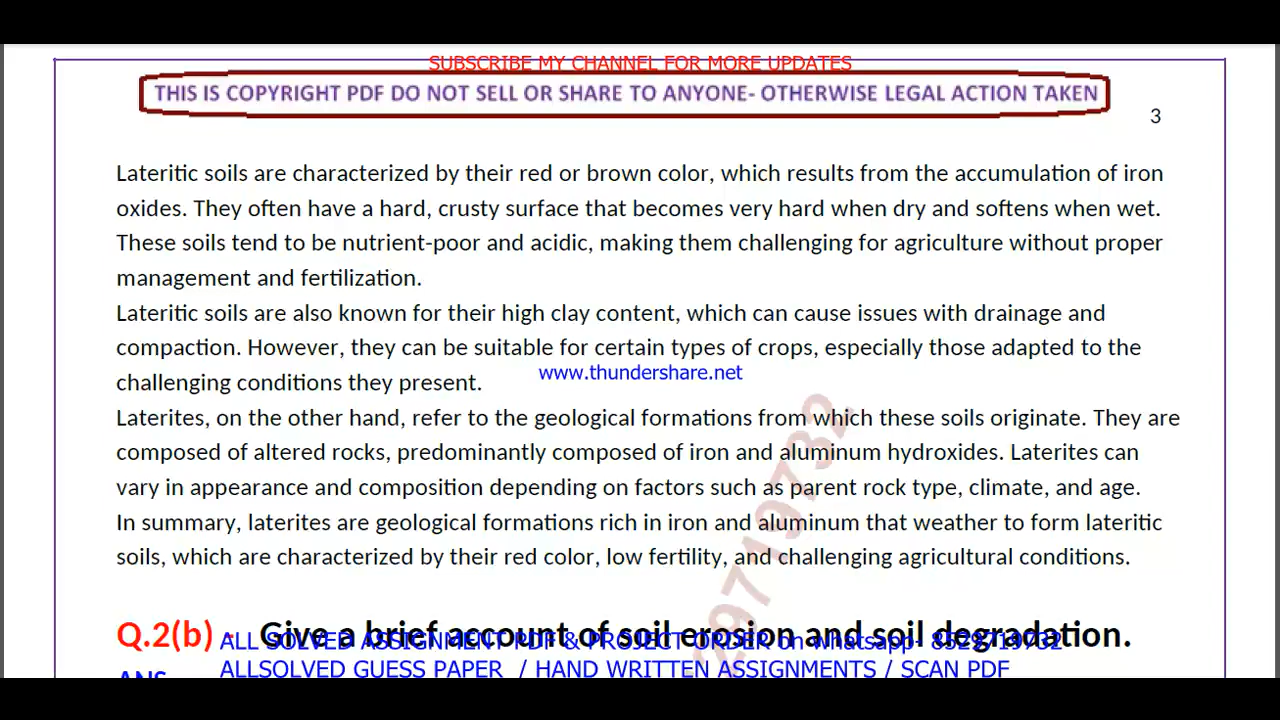 SUBSCRIBE MY CHANNEL FOR MORE UPDATES
THIS IS COPYRIGHT PDF DO NOT SELL OR SHARE TO ANYONE- OTHERWISE LEGAL ACTION TAKEN
3
Lateritic soils are characterized by their red or brown color, which results from the accumulation of iron
oxides. They often have a hard, crusty surface that becomes very hard when dry and softens when wet.
These soils tend to be nutrient-poor and acidic, making them challenging for agriculture without proper
management and fertilization.
Lateritic soils are also known for their high clay content, which can cause issues with drainage and
compaction. However, they can be suitable for certain types of crops, especially those adapted to the
challenging conditions they present.
www.thundershare.net
Laterites, on the other hand, refer to the geological formations from which these soils originate. They are
composed of altered rocks, predominantly composed of iron and aluminum hydroxides. Laterites can
vary in appearance and composition depending on factors such as parent rock type, climate, and age.
In summary, laterites are geological formations rich in iron and aluminum that weather to form lateritic
soils, which are characterized by their red color, low fertility, and challenging agricultural conditions.
29719732
Q.2(b) - Give a brief account of soil erosion and soil degradation.
ALL SOLVED ASSIGNMENT PDF & PROJECT ORDER on whatsapp- 8529719732
ALLSOLVED GUESS PAPER / HAND WRITTEN ASSIGNMENTS / SCAN PDF
ANS